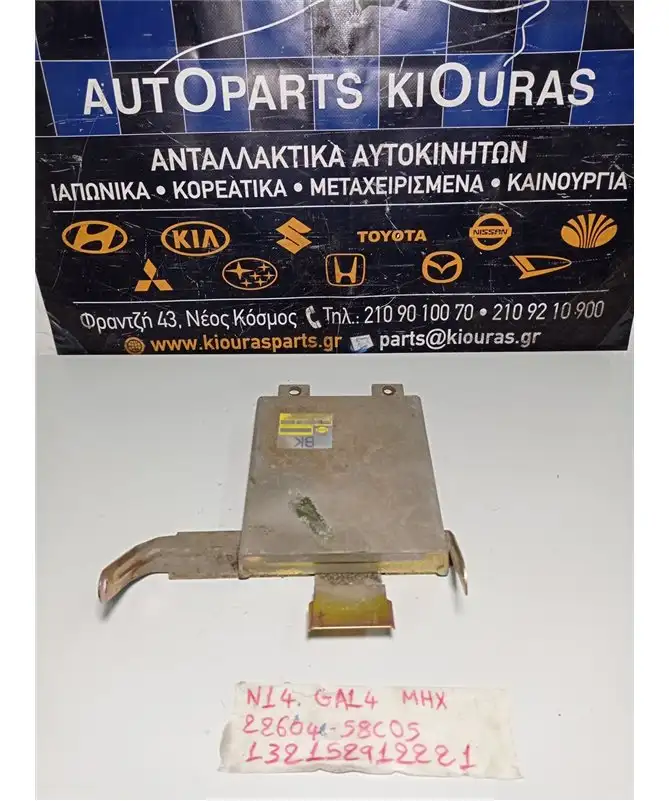 AUTOPARTS KIOURAS
ΑΝΤΑΛΛΑΚΤΙΚΑ ΑΥΤΟΚΙΝΗΤΩΝ
ΙΑΠΩΝΙΚΑ • ΚΟΡΕΑΤΙΚΑ • ΜΕΤΑΧΕΙΡΙΣΜΕΝΑ • ΚΑΙΝΟΥΡΓΙΑ
KIA TOYOTA NISSAN
Φραντζή 43, Νέος Κόσμος Τηλ.: 210 90 100 70 • 210 92 10 900
www.kiourasparts.gr parts@kiouras.gr
BK
N14. GAL4 MHX
22604-58C05
132152912221